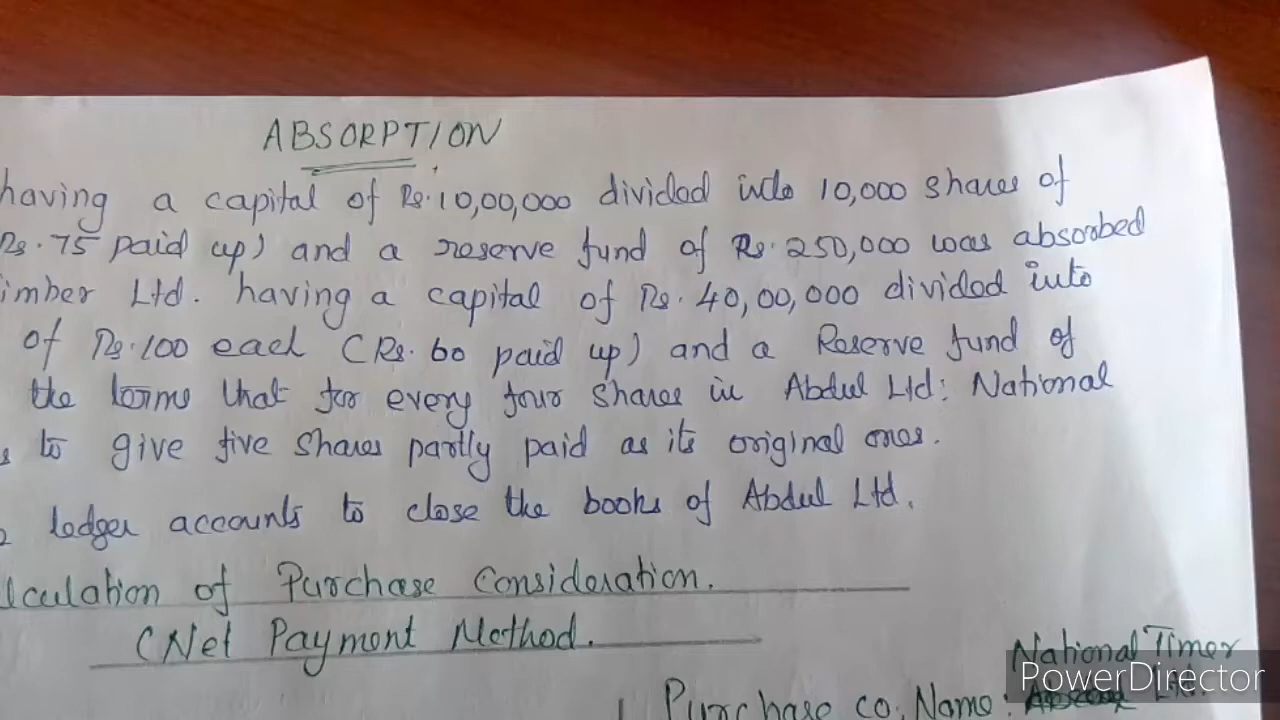 ABSORPTION
having a capital of Rs.10,00,000 divided into 10,000 shares of
Rs.75 paid up) and a reserve fund of Rs.250,000 was absorbed
imber Ltd. having a capital of Rs. 40,00,000 divided into
of Rs.100 each (Rs. 60 paid up) and a Reserve fund of
the terms that for every four shares in Abdul Ltd: National
s to give five shares partly paid as its original ones.
ledger accounts to close the books of Abdul Ltd.
lculation of Purchase Consideration.
(Net Payment Method.
National Timer
Purchase co. Name: Ltd.
PowerDirector